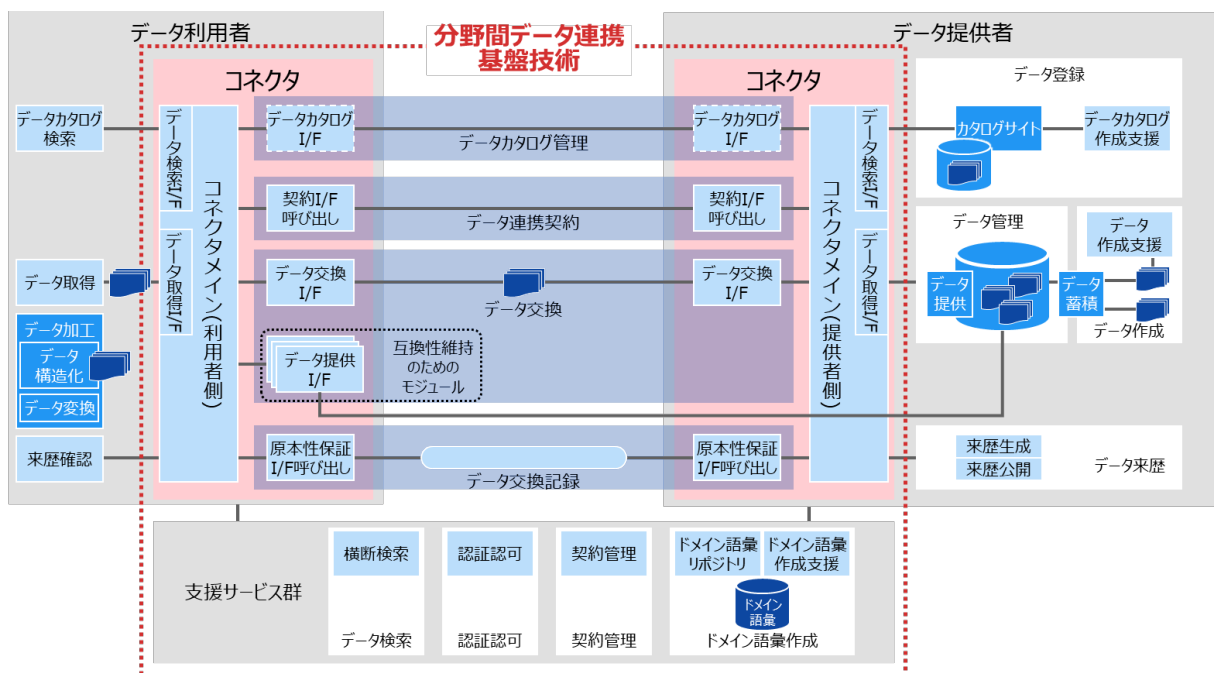 データ利用者
分野間データ連携
基盤技術
データ提供者
コネクタ
コネクタ
データカタログ
検索
データ検索I/F
データ取得I/F
コネクタメイン(利用者側)
データカタログ
I/F
データカタログ管理
データカタログ
I/F
契約I/F
呼び出し
データ連携契約
契約I/F
呼び出し
データ交換
I/F
データ交換
データ交換
I/F
データ提供
I/F
互換性維持
のための
モジュール
原本性保証
I/F呼び出し
データ交換記録
原本性保証
I/F呼び出し
コネクタメイン(提供者側)
データ検索I/F
データ取得I/F
データ取得
データ加工
データ
構造化
データ変換
来歴確認
データ登録
カタログサイト
データカタログ
作成支援
データ管理
データ
提供
データ
蓄積
データ
作成支援
データ作成
来歴生成
来歴公開
データ来歴
支援サービス群
横断検索
データ検索
認証認可
認証認可
契約管理
契約管理
ドメイン語彙
リポジトリ
ドメイン語彙
作成支援
ドメイン
語彙
ドメイン語彙作成